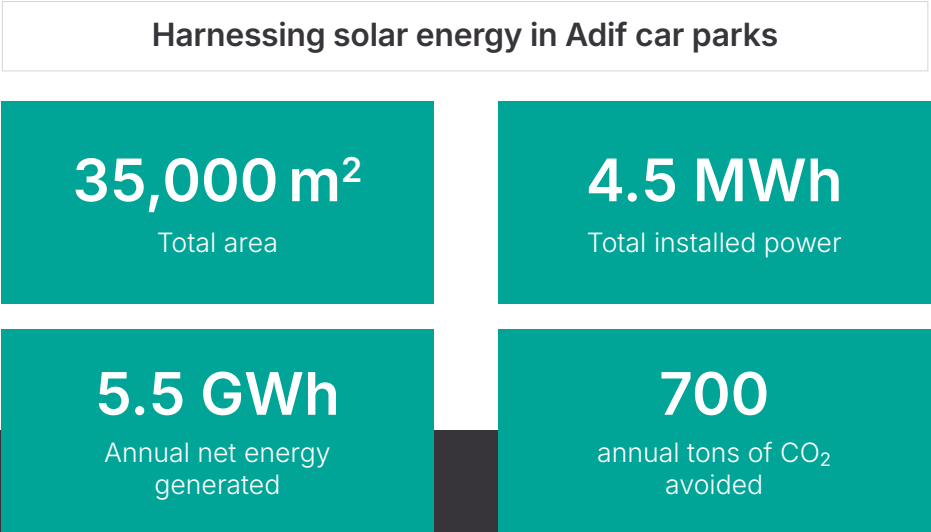 Harnessing solar energy in Adif car parks
35,000 m²
Total area
4.5 MWh
Total installed power
5.5 GWh
Annual net energy
generated
700
annual tons of CO₂
avoided